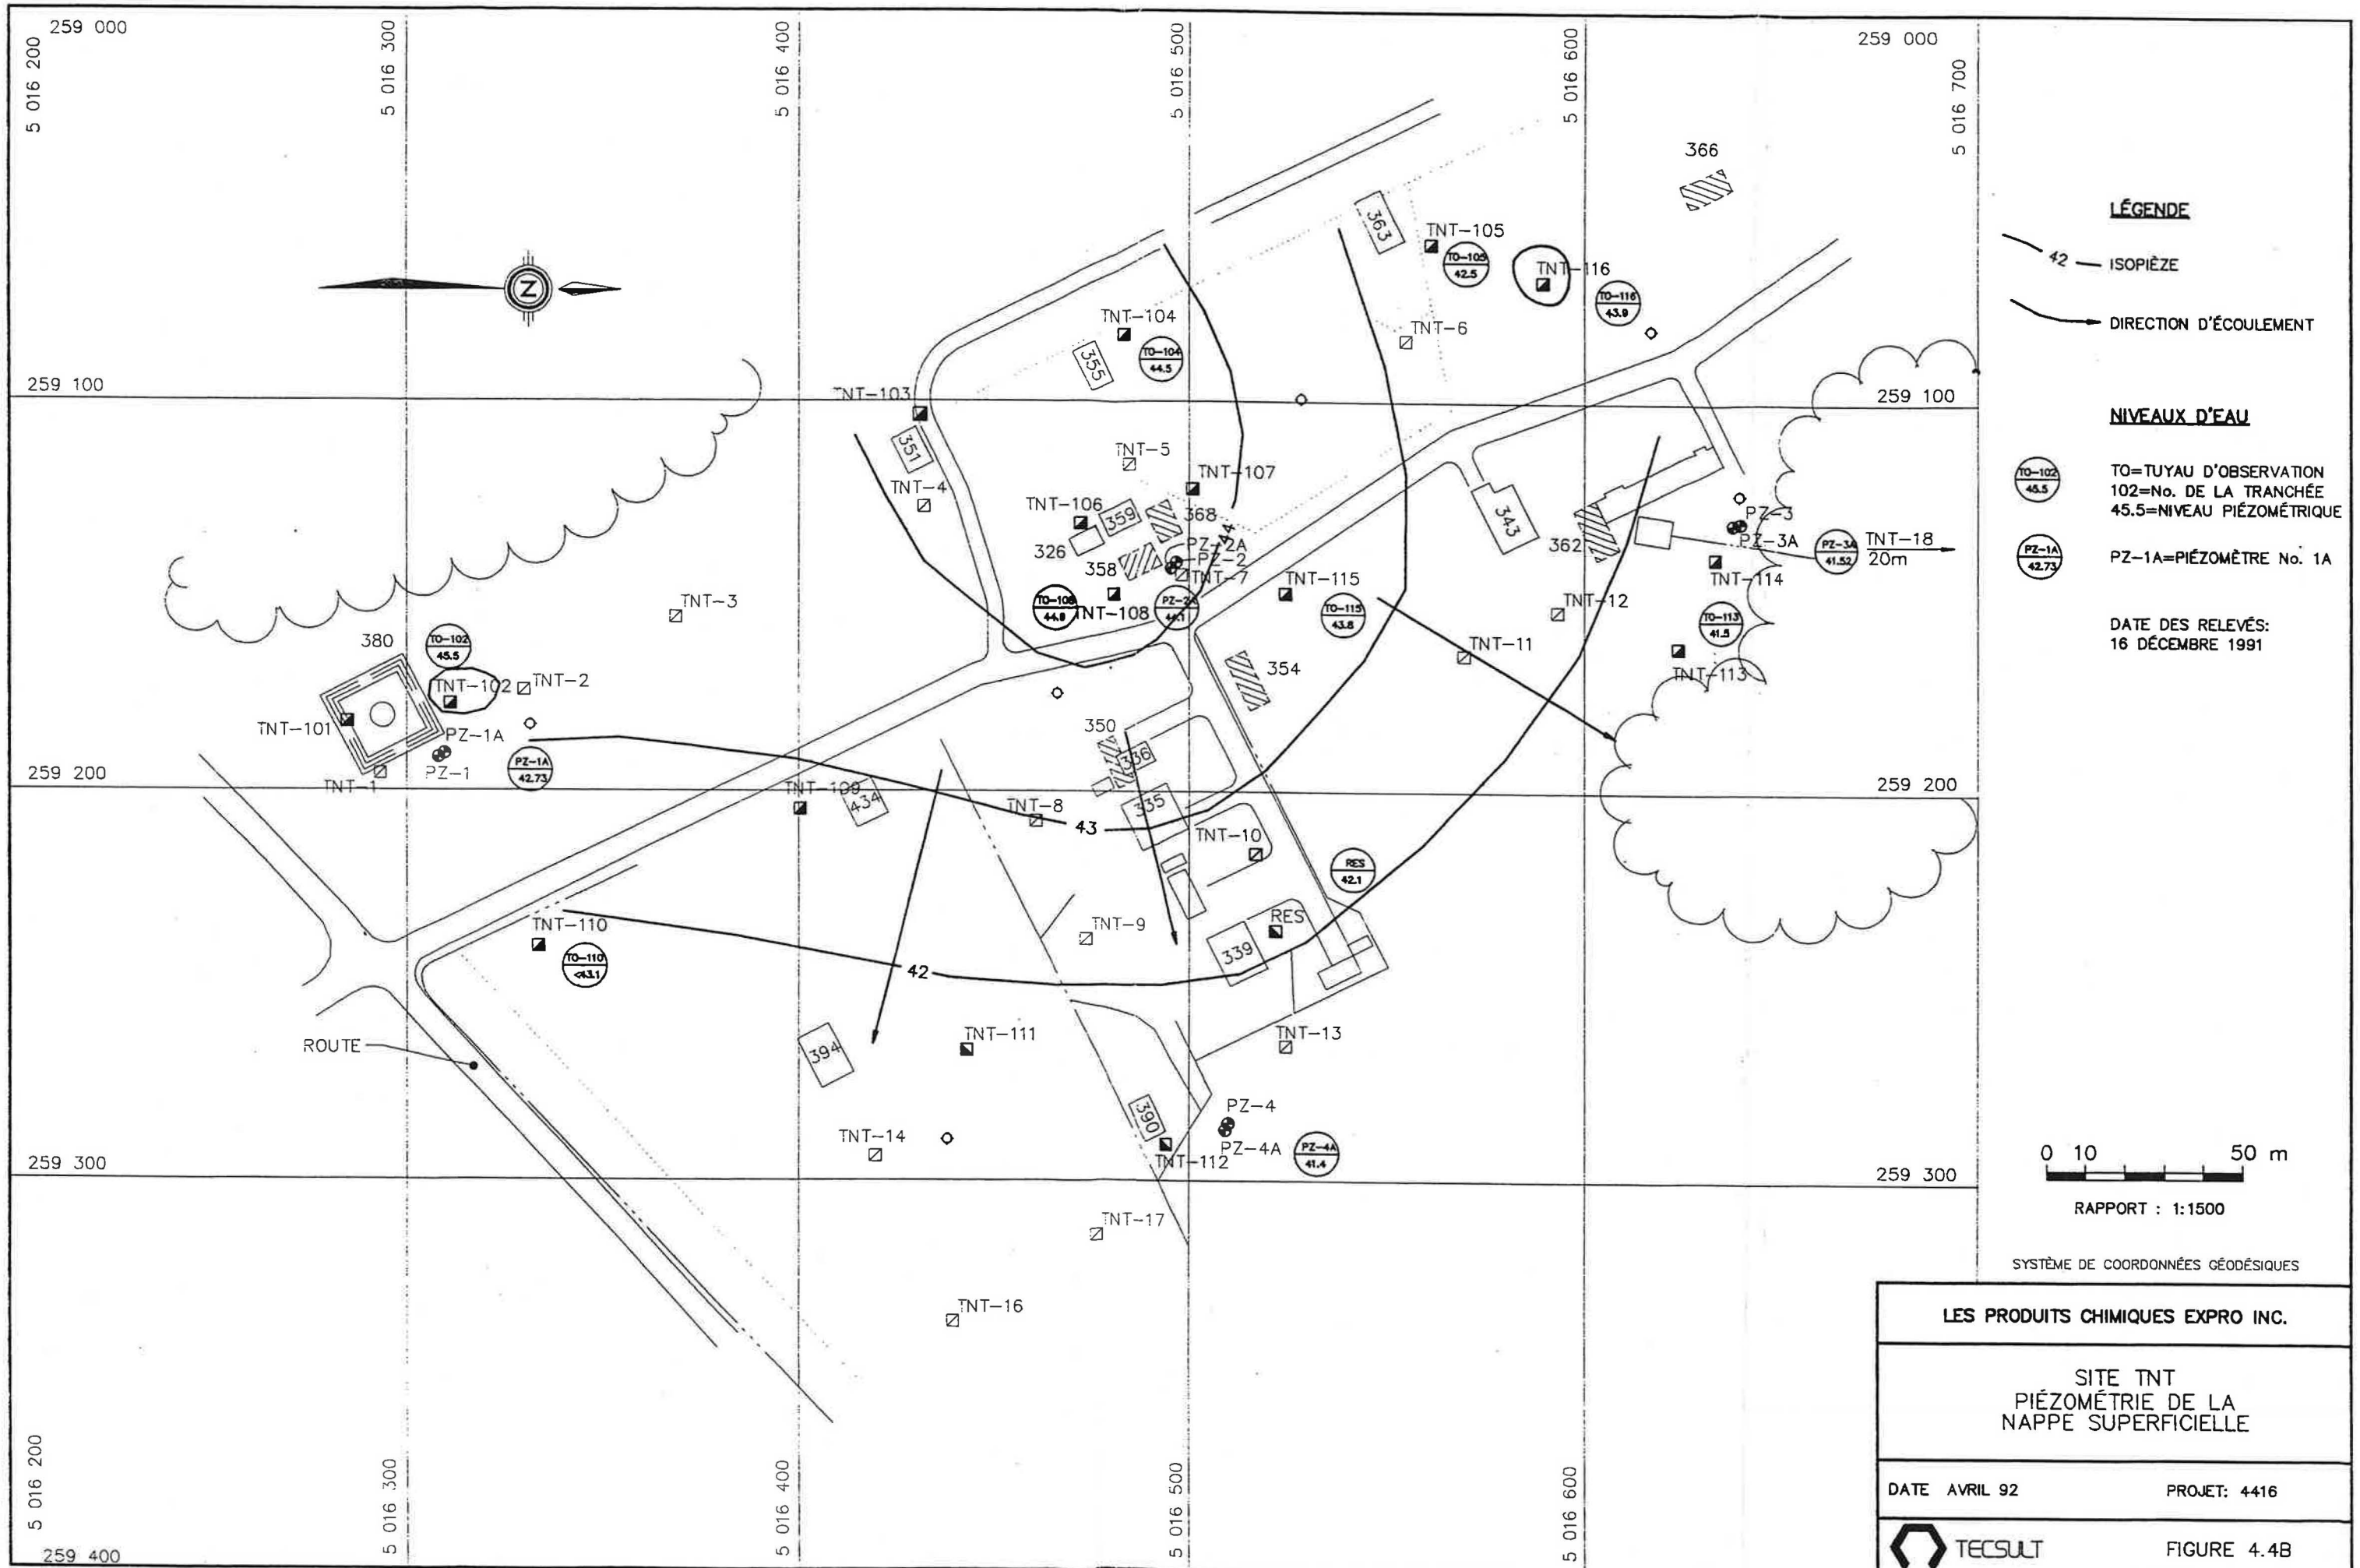 259 000
5 016 200
5 016 300
5 016 400
5 016 500
5 016 600
259 000
5 016 700
366
LÉGENDE
42
ISOPIÈZE
DIRECTION D'ÉCOULEMENT
NIVEAUX D'EAU
TO-102
45.5
TO=TUYAU D'OBSERVATION
102=No. DE LA TRANCHÉE
45.5=NIVEAU PIÉZOMÉTRIQUE
PZ-1A
42.73
PZ-1A=PIÉZOMÈTRE No. 1A
DATE DES RELEVÉS:
16 DÉCEMBRE 1991
363
TNT-105
TO-105
42.5
TNT-116
TO-116
43.9
Z
TNT-104
TO-104
44.5
355
TNT-6
259 100
259 100
TNT-103
351
TNT-4
TNT-5
TNT-107
TNT-106
359
368
326
358
44
PZ-2A
PZ-2
TNT-7
TO-108
44.9
TNT-108
44.1
TNT-115
TO-115
43.8
343
362
PZ-3
PZ-3A
PZ-3A
41.52
TNT-18
20m
TNT-114
TNT-12
TO-113
41.5
TNT-113
TNT-11
TNT-3
380
TO-102
45.5
TNT-102
TNT-2
TNT-101
PZ-1A
PZ-1
PZ-1A
42.73
TNT-1
354
350
336
335
259 200
259 200
TNT-109
434
TNT-8
43
TNT-10
RES
42.1
TNT-110
TO-110
<43.1
TNT-9
RES
339
42
ROUTE
394
TNT-111
TNT-13
390
PZ-4
PZ-4A
PZ-4A
41.4
TNT-14
TNT-112
259 300
259 300
TNT-17
TNT-16
0 10 50 m
RAPPORT : 1:1500
SYSTÈME DE COORDONNÉES GÉODÉSIQUES
LES PRODUITS CHIMIQUES EXPRO INC.
SITE TNT
PIÉZOMÉTRIE DE LA
NAPPE SUPERFICIELLE
DATE AVRIL 92
PROJET: 4416
TECSULT
FIGURE 4.4B
5 016 200
5 016 300
5 016 400
5 016 500
5 016 600
259 400